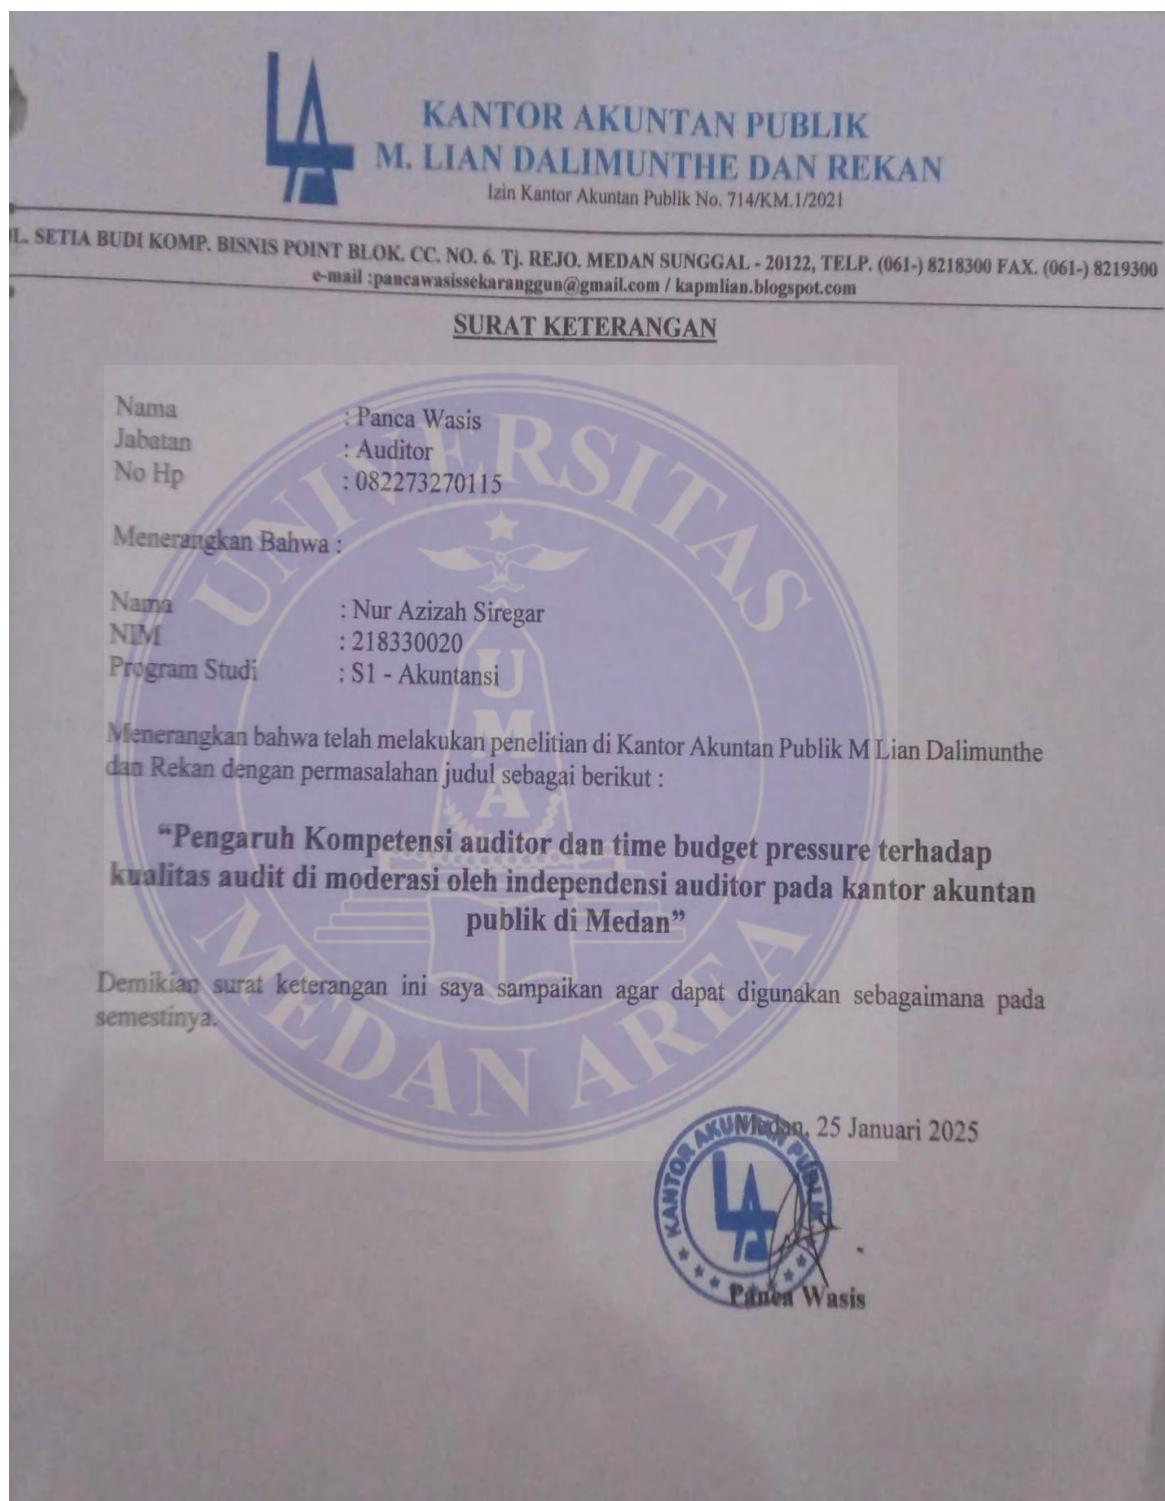 KANTOR AKUNTAN PUBLIK
M. LIAN DALIMUNTHE DAN REKAN
Izin Kantor Akuntan Publik No. 714/KM.1/2021
L. SETIA BUDI KOMP. BISNIS POINT BLOK. CC. NO. 6. Tj. REJO. MEDAN SUNGGAL - 20122, TELP. (061-) 8218300 FAX. (061-) 8219300
e-mail :pancawasissekaranggun@gmail.com / kapmlian.blogspot.com
SURAT KETERANGAN
Nama : Panca Wasis
Jabatan : Auditor
No Hp : 082273270115
Menerangkan Bahwa :
Nama : Nur Azizah Siregar
NIM : 218330020
Program Studi : S1 - Akuntansi
Menerangkan bahwa telah melakukan penelitian di Kantor Akuntan Publik M Lian Dalimunthe
dan Rekan dengan permasalahan judul sebagai berikut :
“Pengaruh Kompetensi auditor dan time budget pressure terhadap
kualitas audit di moderasi oleh independensi auditor pada kantor akuntan
publik di Medan”
Demikian surat keterangan ini saya sampaikan agar dapat digunakan sebagaimana pada
semestinya.
Medan, 25 Januari 2025
KANTOR AKUNTAN PUBLIK
Panca Wasis
UNIVERSITAS
UMA
MEDAN AREA